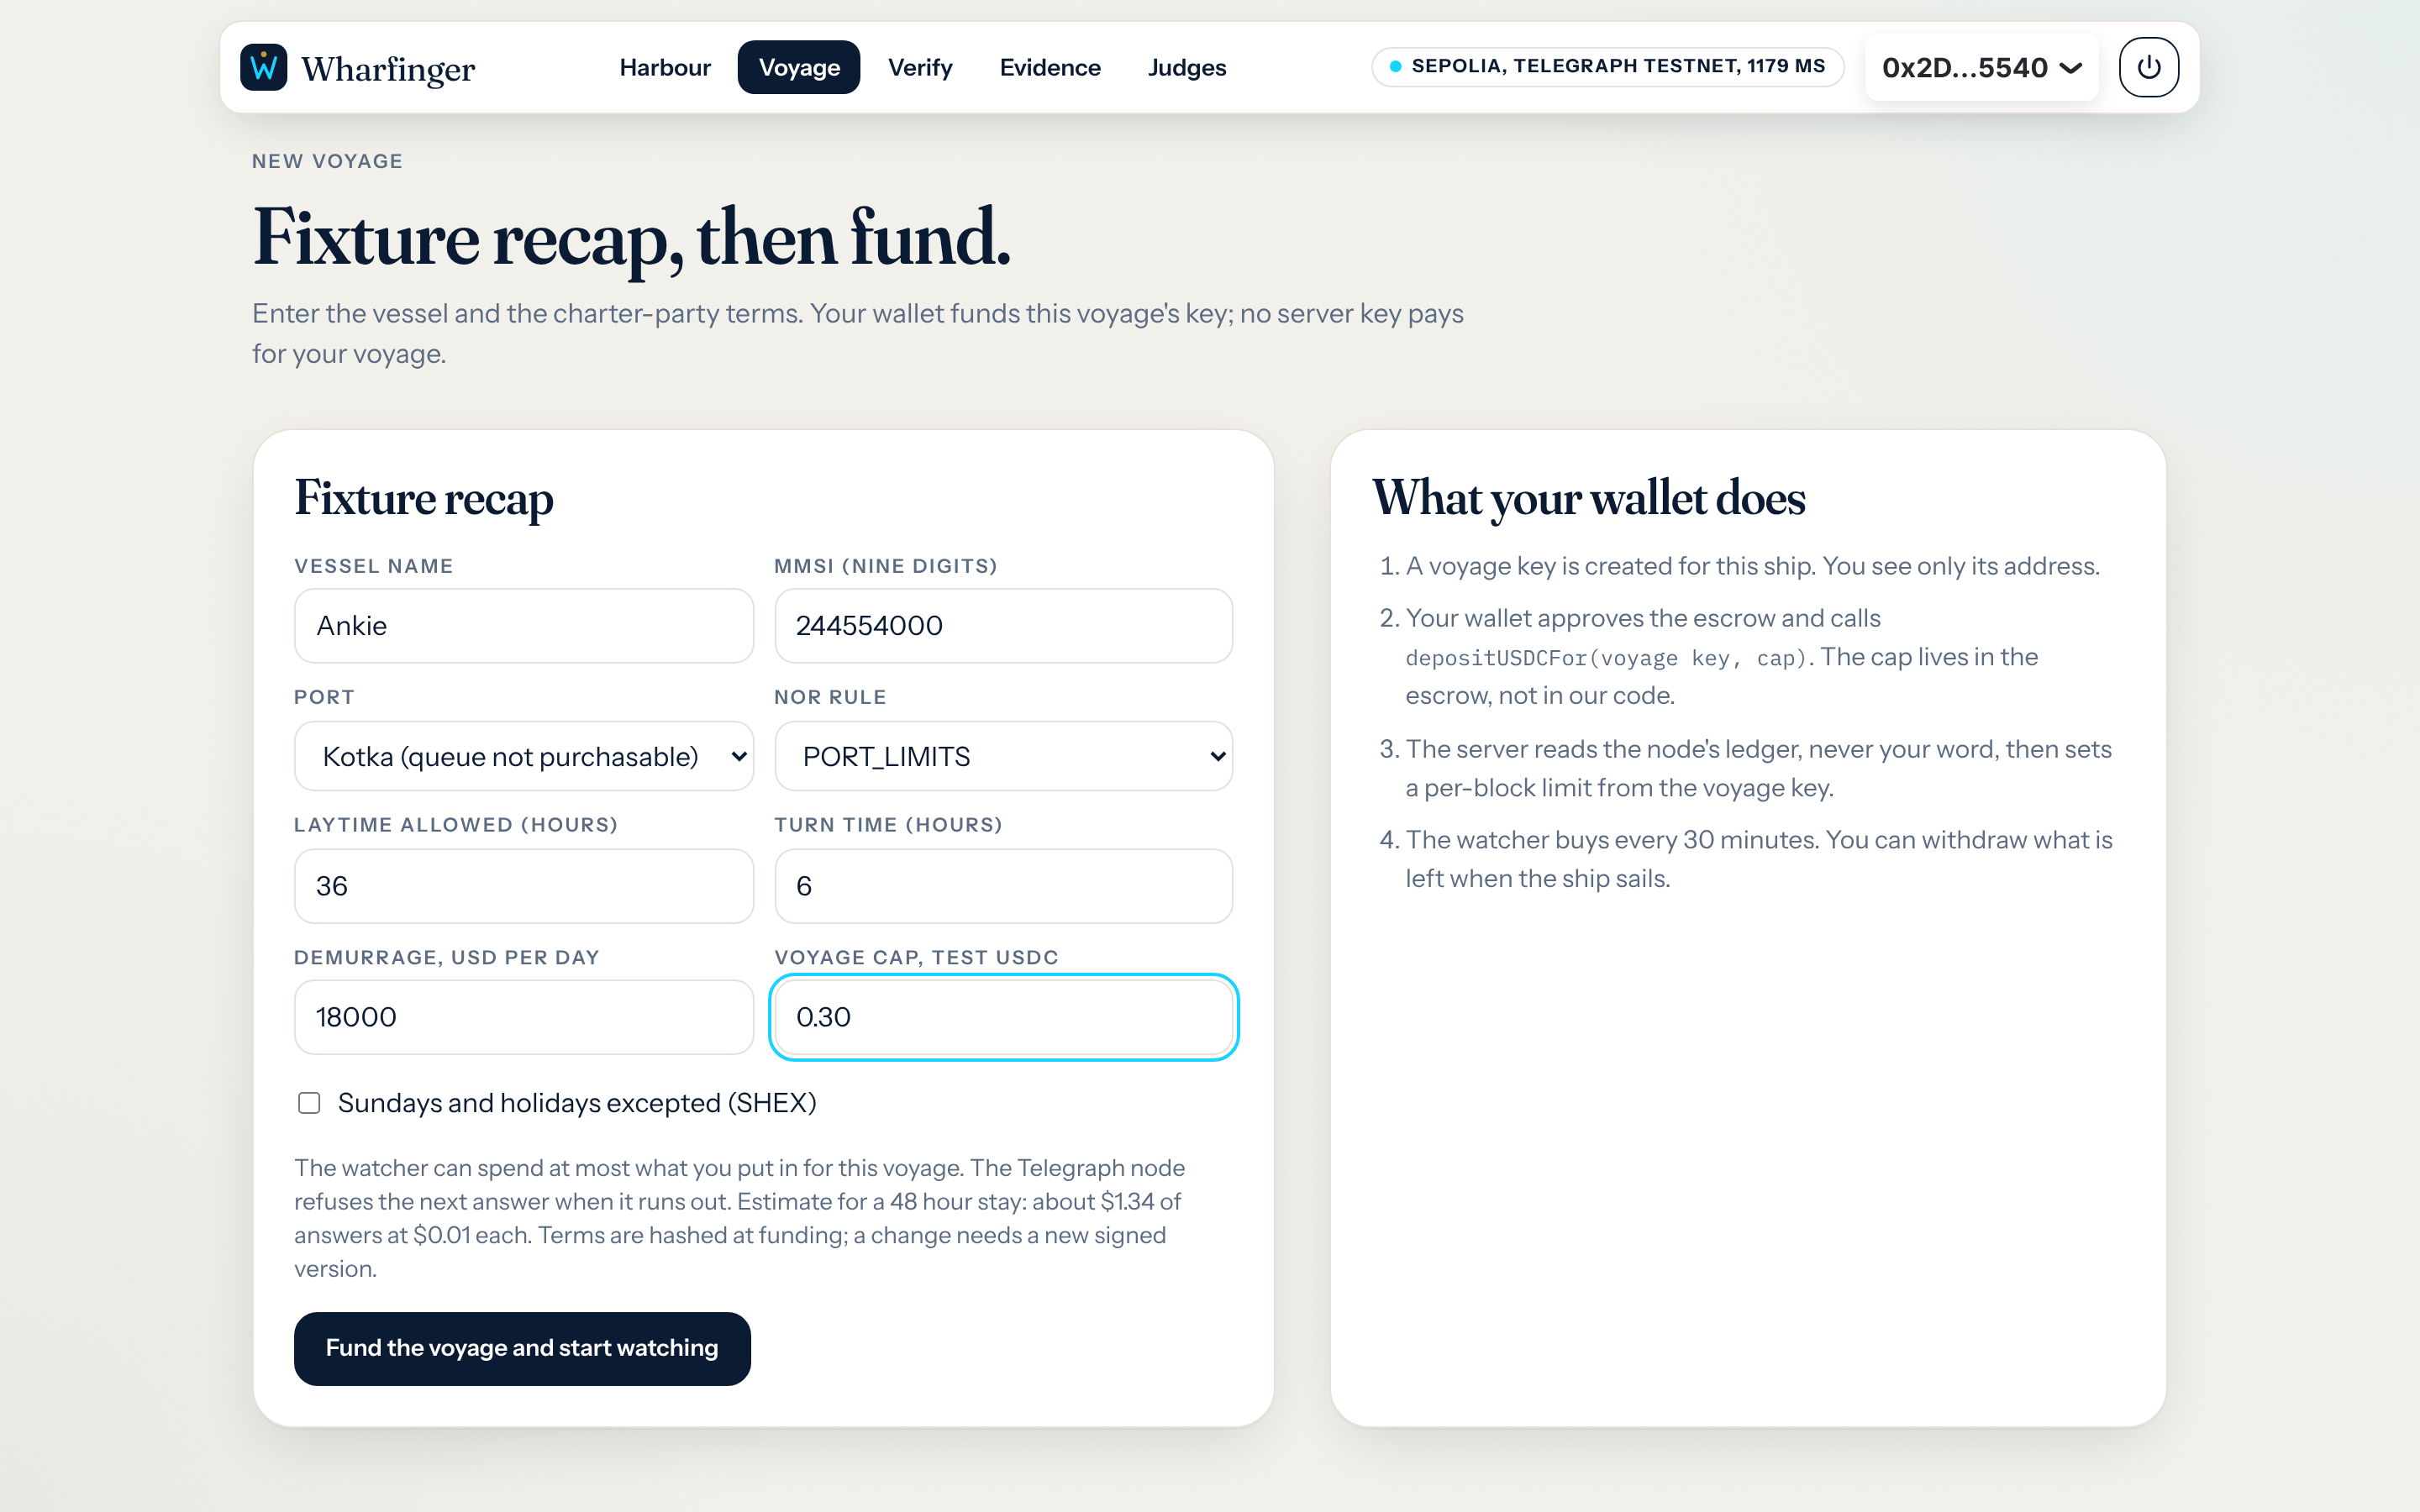 Wharfinger
Harbour
Voyage
Verify
Evidence
Judges
SEPOLIA, TELEGRAPH TESTNET, 1179 MS
0x2D...5540
NEW VOYAGE
Fixture recap, then fund.
Enter the vessel and the charter-party terms. Your wallet funds this voyage's key; no server key pays
for your voyage.
Fixture recap
VESSEL NAME
Ankie
MMSI (NINE DIGITS)
244554000
PORT
Kotka (queue not purchasable)
NOR RULE
PORT_LIMITS
LAYTIME ALLOWED (HOURS)
36
TURN TIME (HOURS)
6
DEMURRAGE, USD PER DAY
18000
VOYAGE CAP, TEST USDC
0.30
Sundays and holidays excepted (SHEX)
The watcher can spend at most what you put in for this voyage. The Telegraph node
refuses the next answer when it runs out. Estimate for a 48 hour stay: about $1.34 of
answers at $0.01 each. Terms are hashed at funding; a change needs a new signed
version.
Fund the voyage and start watching
What your wallet does
1. A voyage key is created for this ship. You see only its address.
2. Your wallet approves the escrow and calls
depositUSDCFor(voyage key, cap). The cap lives in the
escrow, not in our code.
3. The server reads the node's ledger, never your word, then sets
a per-block limit from the voyage key.
4. The watcher buys every 30 minutes. You can withdraw what is
left when the ship sails.